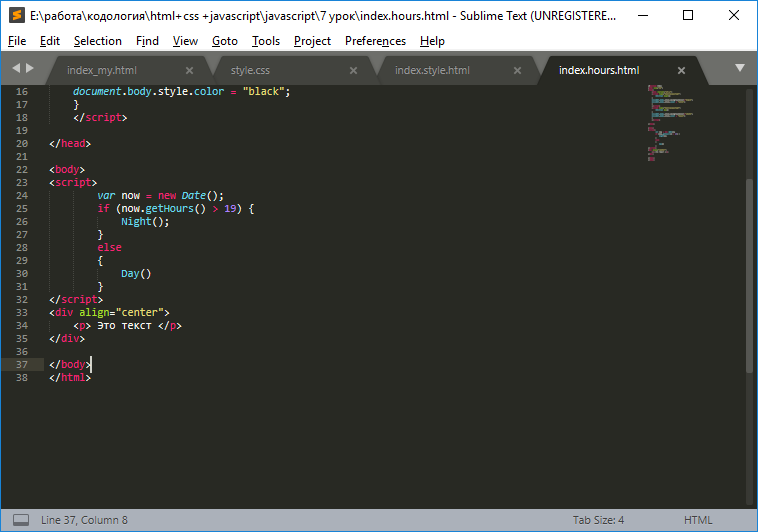 E:\работа\кодология\html+css +javascript\javascript\7 урок\index.hours.html - Sublime Text (UNREGISTERE...
File Edit Selection Find View Goto Tools Project Preferences Help
index_my.html style.css index.style.html index.hours.html
16 document.body.style.color = "black";
17 }
18 </script>
19
20 </head>
21
22 <body>
23 <script>
24 var now = new Date();
25 if (now.getHours() > 19) {
26 Night();
27 }
28 else
29 {
30 Day()
31 }
32 </script>
33 <div align="center">
34 <p> Это текст </p>
35 </div>
36
37 </body>
38 </html>
Line 37, Column 8 Tab Size: 4 HTML